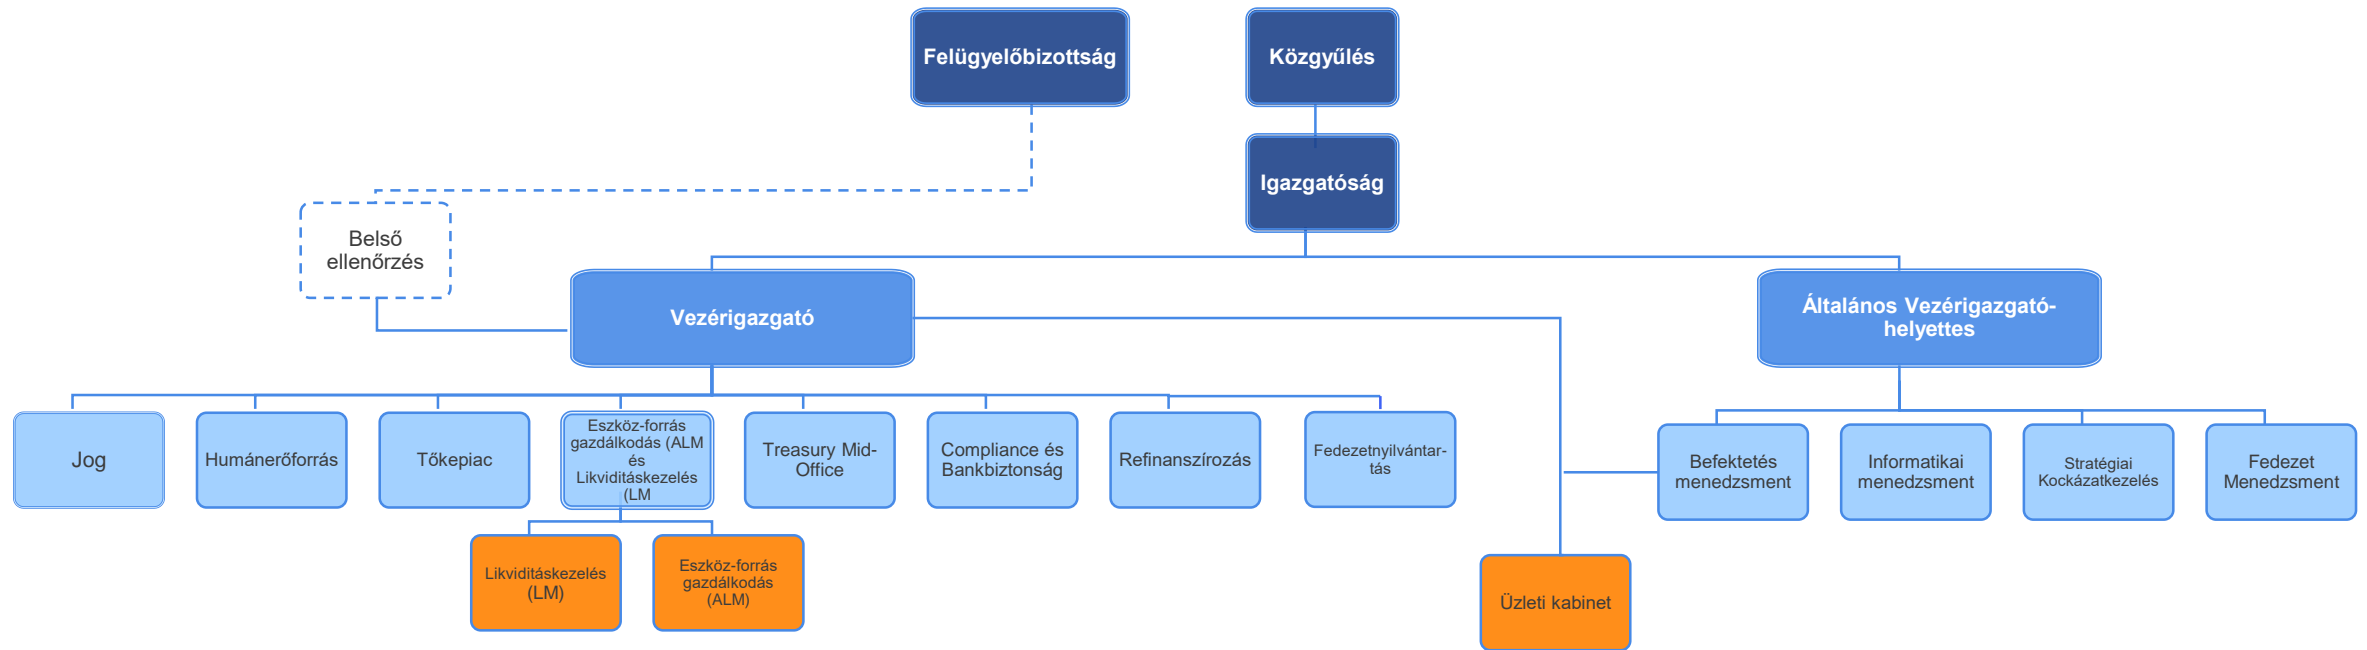 Felügyelőbizottság
Közgyűlés
Igazgatóság
Belső
ellenőrzés
Vezérigazgató
Általános Vezérigazgató-
helyettes
Jog
Humánerőforrás
Tőkepiac
Eszköz-forrás
gazdálkodás (ALM
és
Likviditáskezelés
(LM
Treasury Mid-
Office
Compliance és
Bankbiztonság
Refinanszírozás
Fedezetnyilvántar-
tás
Befektetés
menedzsment
Informatikai
menedzsment
Stratégiai
Kockázatkezelés
Fedezet
Menedzsment
Likviditáskezelés
(LM)
Eszköz-forrás
gazdálkodás
(ALM)
Üzleti kabinet